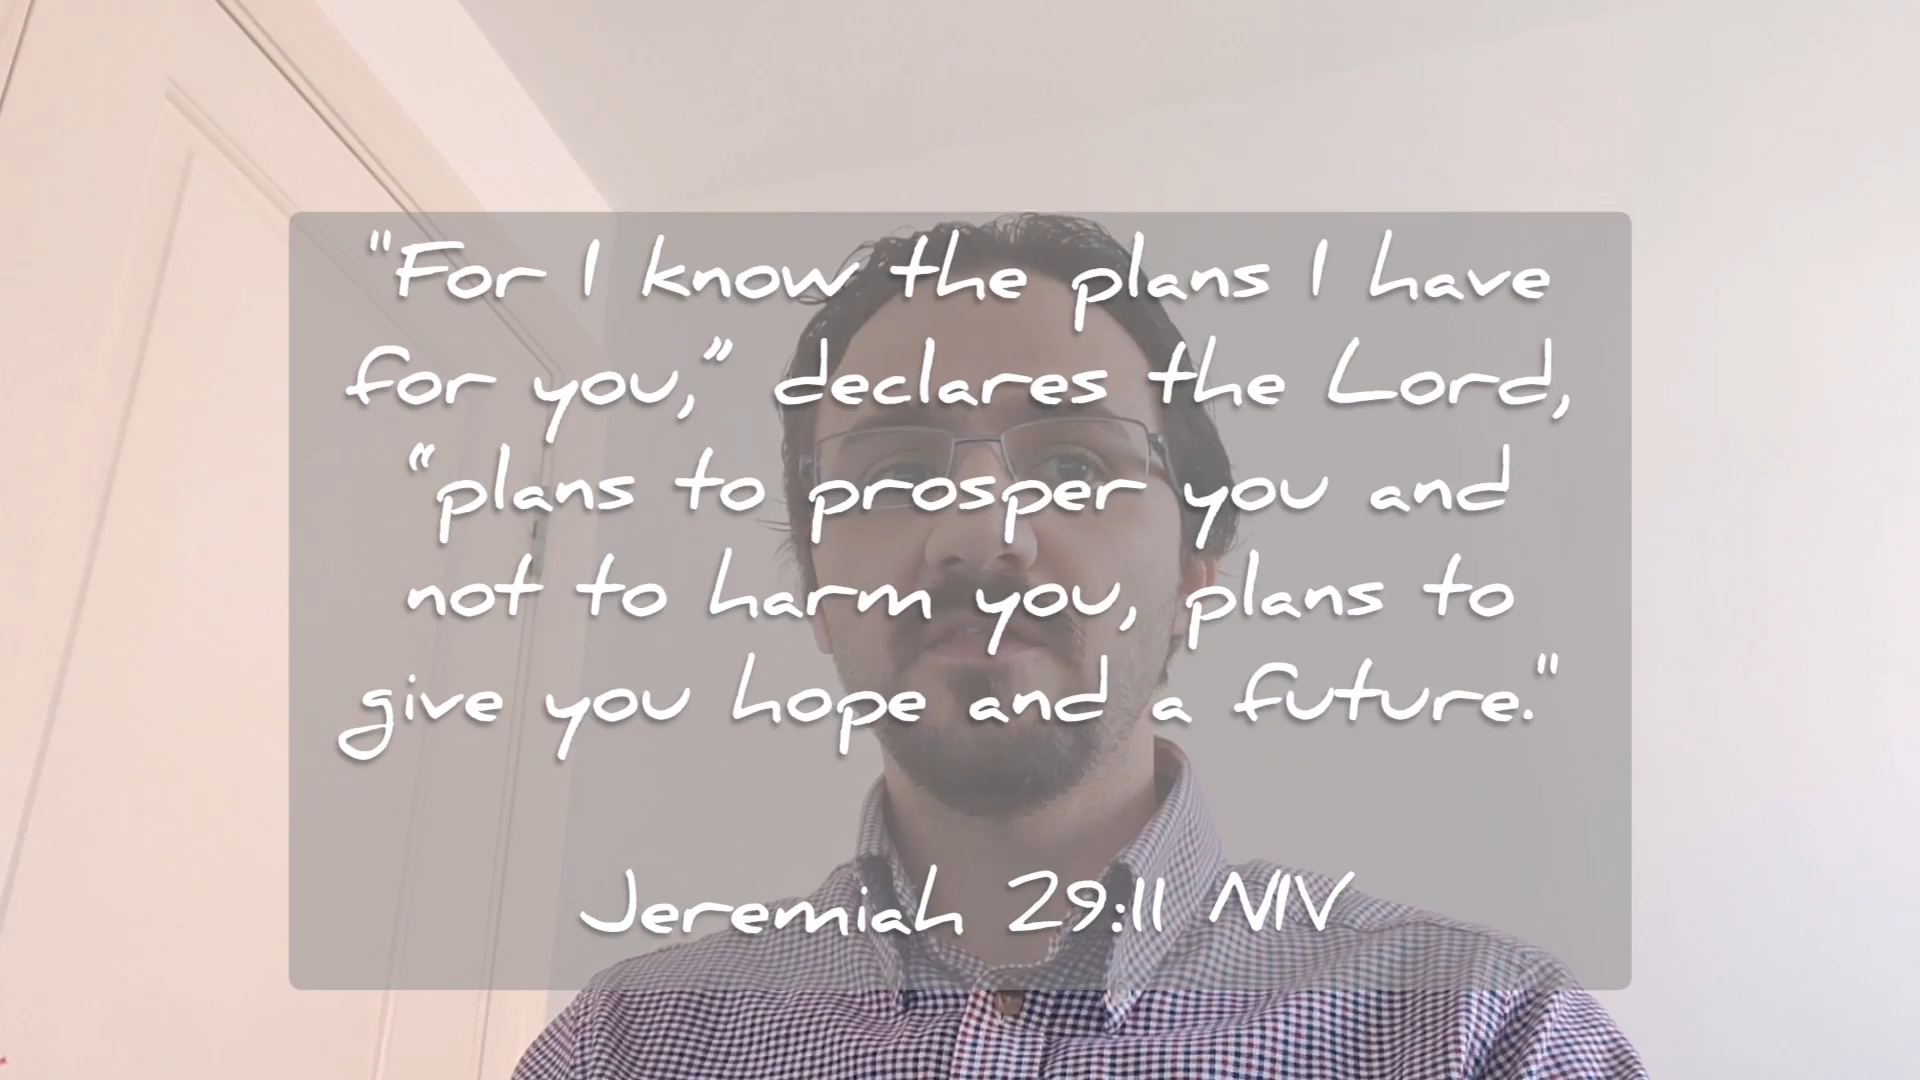 "For I know the plans I have
for you," declares the Lord,
"plans to prosper you and
not to harm you, plans to
give you hope and a future."
Jeremiah 29:11 NIV